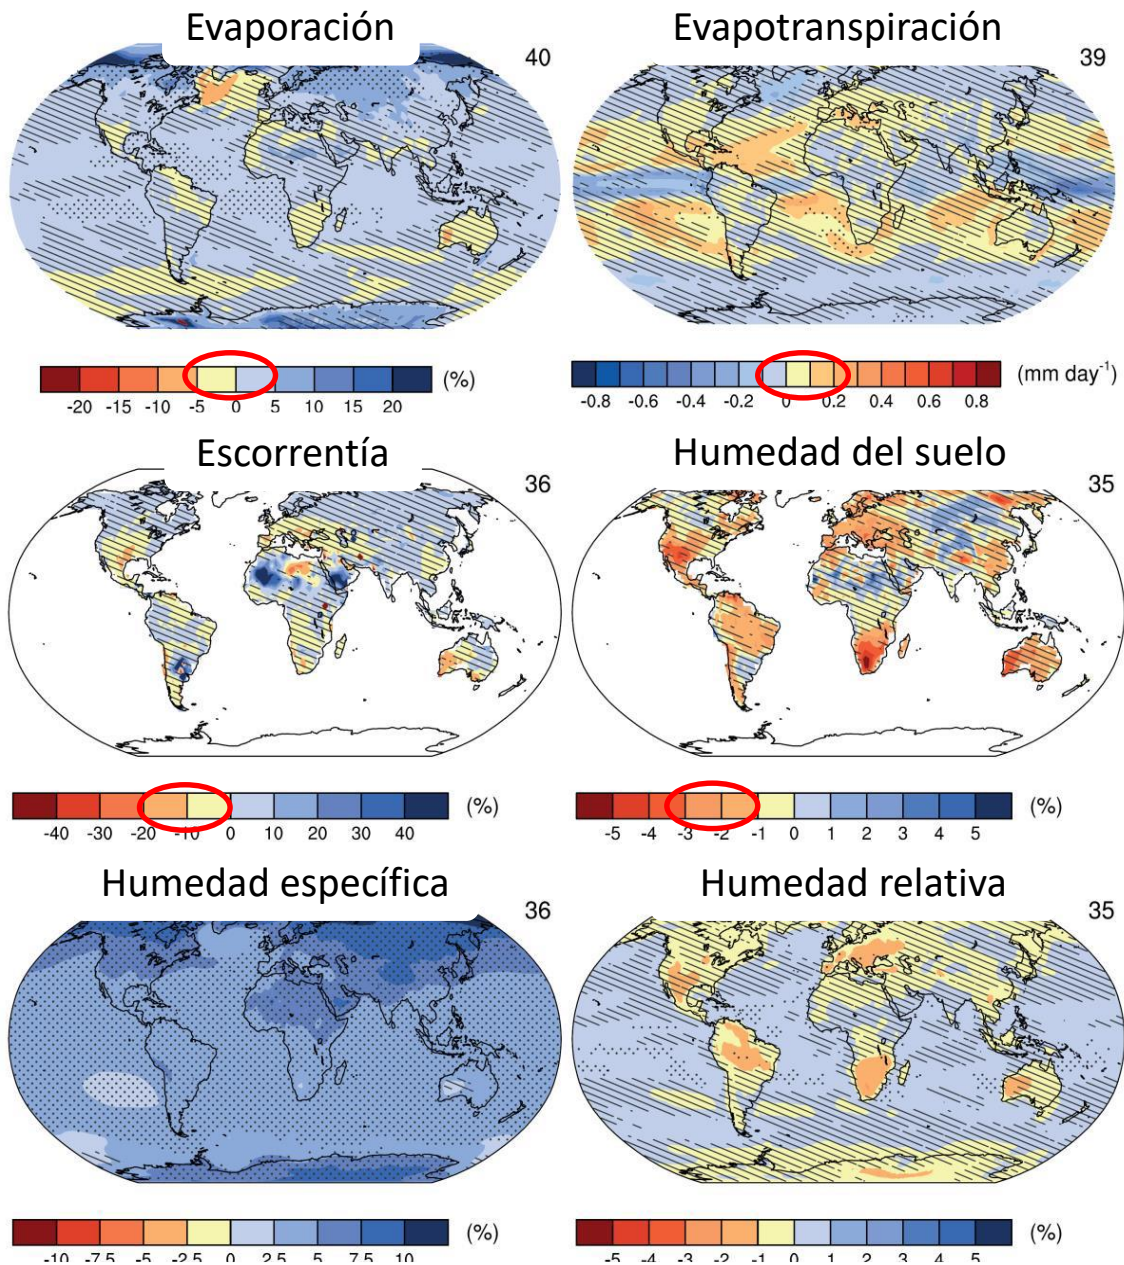 Evaporación
40
-20 -15 -10 -5 0 5 10 15 20 (%)
Evapotranspiración
39
-0.8 -0.6 -0.4 -0.2 0 0.2 0.4 0.6 0.8 (mm day-1)
Escorrentía
36
-40 -30 -20 -10 0 10 20 30 40 (%)
Humedad del suelo
35
-5 -4 -3 -2 -1 0 1 2 3 4 5 (%)
Humedad específica
36
-10 -7.5 -5 -2.5 0 2.5 5 7.5 10 (%)
Humedad relativa
35
-5 -4 -3 -2 -1 0 1 2 3 4 5 (%)